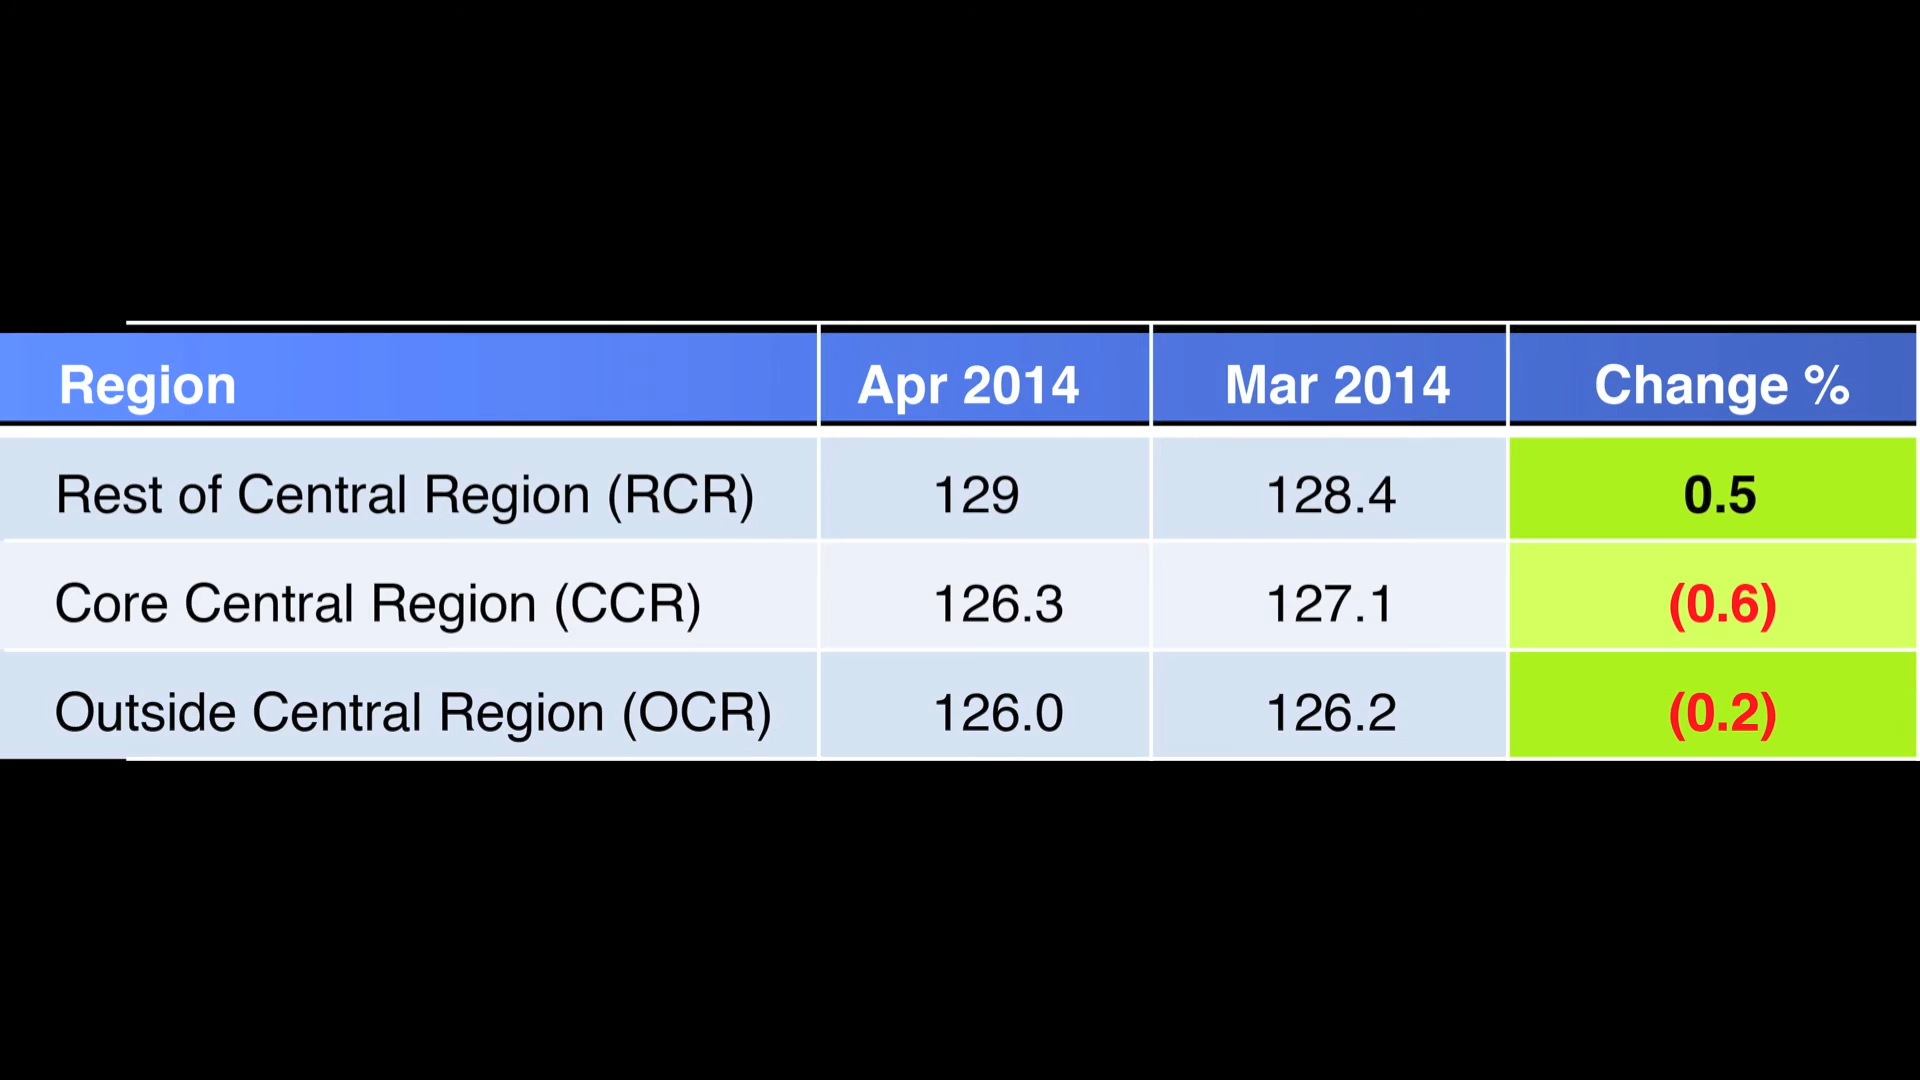 Region Apr 2014 Mar 2014 Change %
Rest of Central Region (RCR) 129 128.4 0.5
Core Central Region (CCR) 126.3 127.1 (0.6)
Outside Central Region (OCR) 126.0 126.2 (0.2)